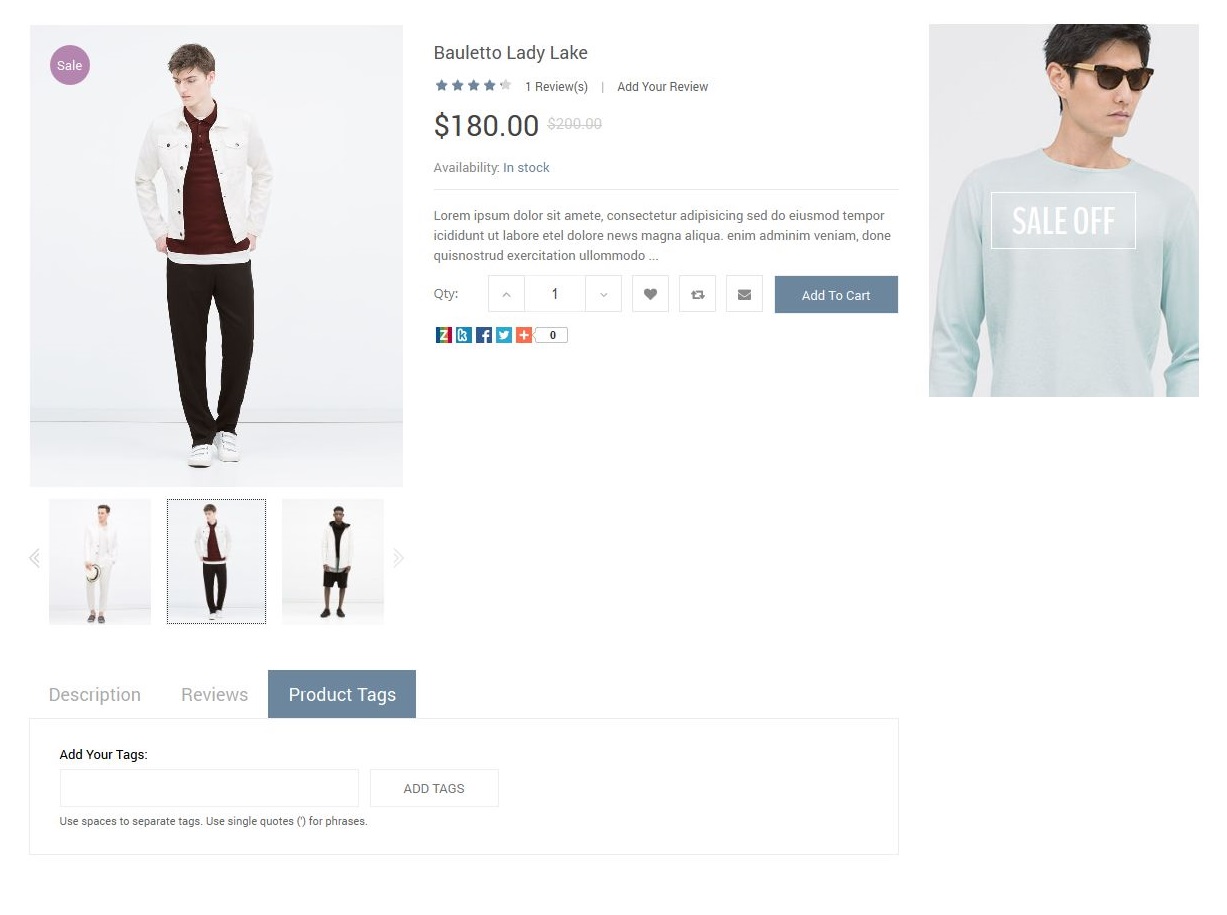 Sale
Bauletto Lady Lake
1 Review(s) | Add Your Review
$180.00 $200.00
Availability: In stock
Lorem ipsum dolor sit amete, consectetur adipisicing sed do eiusmod tempor
icididunt ut labore etel dolore news magna aliqua. enim adminim veniam, done
quisnostrud exercitation ullommodo ...
Qty: 1 Add To Cart
0
SALE OFF
Description Reviews Product Tags
Add Your Tags:
ADD TAGS
Use spaces to separate tags. Use single quotes (') for phrases.